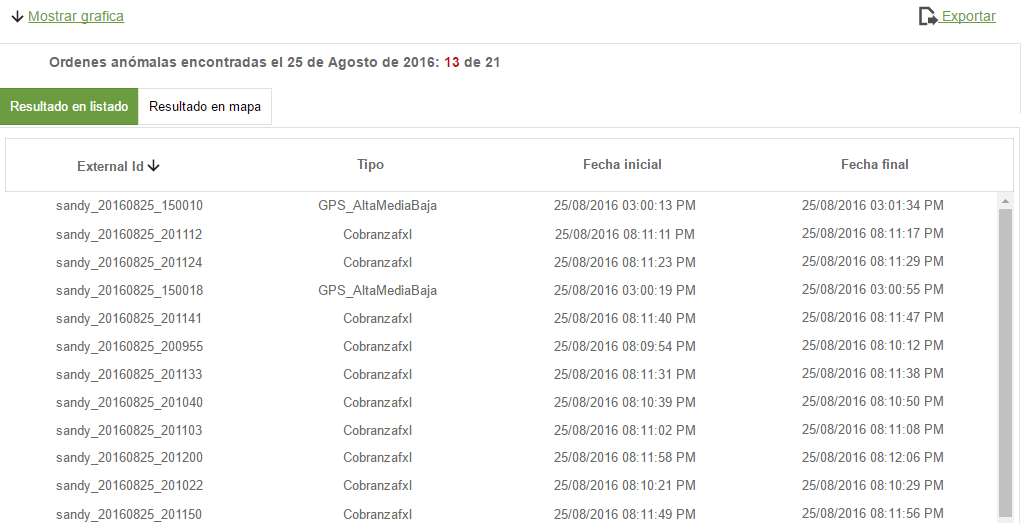 Mostrar grafica Exportar
Ordenes anómalas encontradas el 25 de Agosto de 2016: 13 de 21
Resultado en listado Resultado en mapa
External Id Tipo Fecha inicial Fecha final
sandy_20160825_150010 GPS_AltaMediaBaja 25/08/2016 03:00:13 PM 25/08/2016 03:01:34 PM
sandy_20160825_201112 Cobranzafxl 25/08/2016 08:11:11 PM 25/08/2016 08:11:17 PM
sandy_20160825_201124 Cobranzafxl 25/08/2016 08:11:23 PM 25/08/2016 08:11:29 PM
sandy_20160825_150018 GPS_AltaMediaBaja 25/08/2016 03:00:19 PM 25/08/2016 03:00:55 PM
sandy_20160825_201141 Cobranzafxl 25/08/2016 08:11:40 PM 25/08/2016 08:11:47 PM
sandy_20160825_200955 Cobranzafxl 25/08/2016 08:09:54 PM 25/08/2016 08:10:12 PM
sandy_20160825_201133 Cobranzafxl 25/08/2016 08:11:31 PM 25/08/2016 08:11:38 PM
sandy_20160825_201040 Cobranzafxl 25/08/2016 08:10:39 PM 25/08/2016 08:10:50 PM
sandy_20160825_201103 Cobranzafxl 25/08/2016 08:11:02 PM 25/08/2016 08:11:08 PM
sandy_20160825_201200 Cobranzafxl 25/08/2016 08:11:58 PM 25/08/2016 08:12:06 PM
sandy_20160825_201022 Cobranzafxl 25/08/2016 08:10:21 PM 25/08/2016 08:10:29 PM
sandy_20160825_201150 Cobranzafxl 25/08/2016 08:11:49 PM 25/08/2016 08:11:56 PM